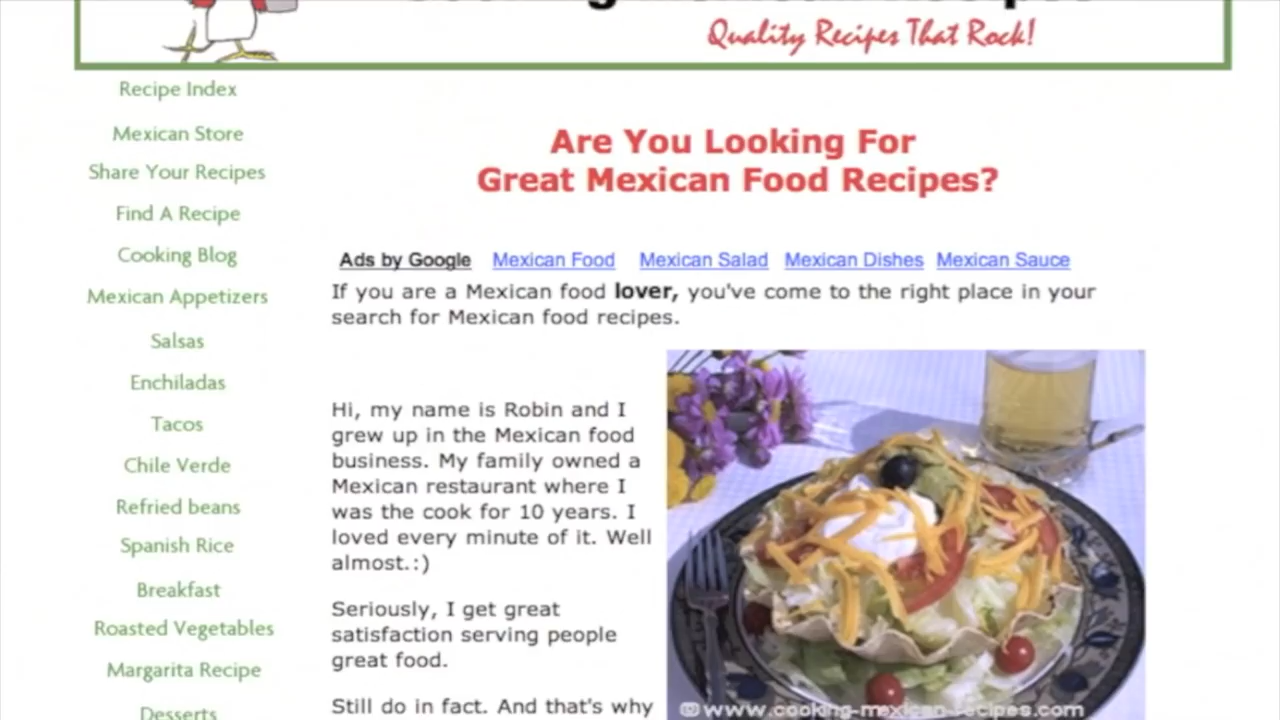 Quality Recipes That Rock!
Recipe Index
Mexican Store
Share Your Recipes
Find A Recipe
Cooking Blog
Mexican Appetizers
Salsas
Enchiladas
Tacos
Chile Verde
Refried beans
Spanish Rice
Breakfast
Roasted Vegetables
Margarita Recipe
Desserts
Are You Looking For
Great Mexican Food Recipes?
Ads by Google Mexican Food Mexican Salad Mexican Dishes Mexican Sauce
If you are a Mexican food lover, you've come to the right place in your
search for Mexican food recipes.
Hi, my name is Robin and I
grew up in the Mexican food
business. My family owned a
Mexican restaurant where I
was the cook for 10 years. I
loved every minute of it. Well
almost.:)
Seriously, I get great
satisfaction serving people
great food.
Still do in fact. And that's why
©www.cooking-mexican-recipes.com